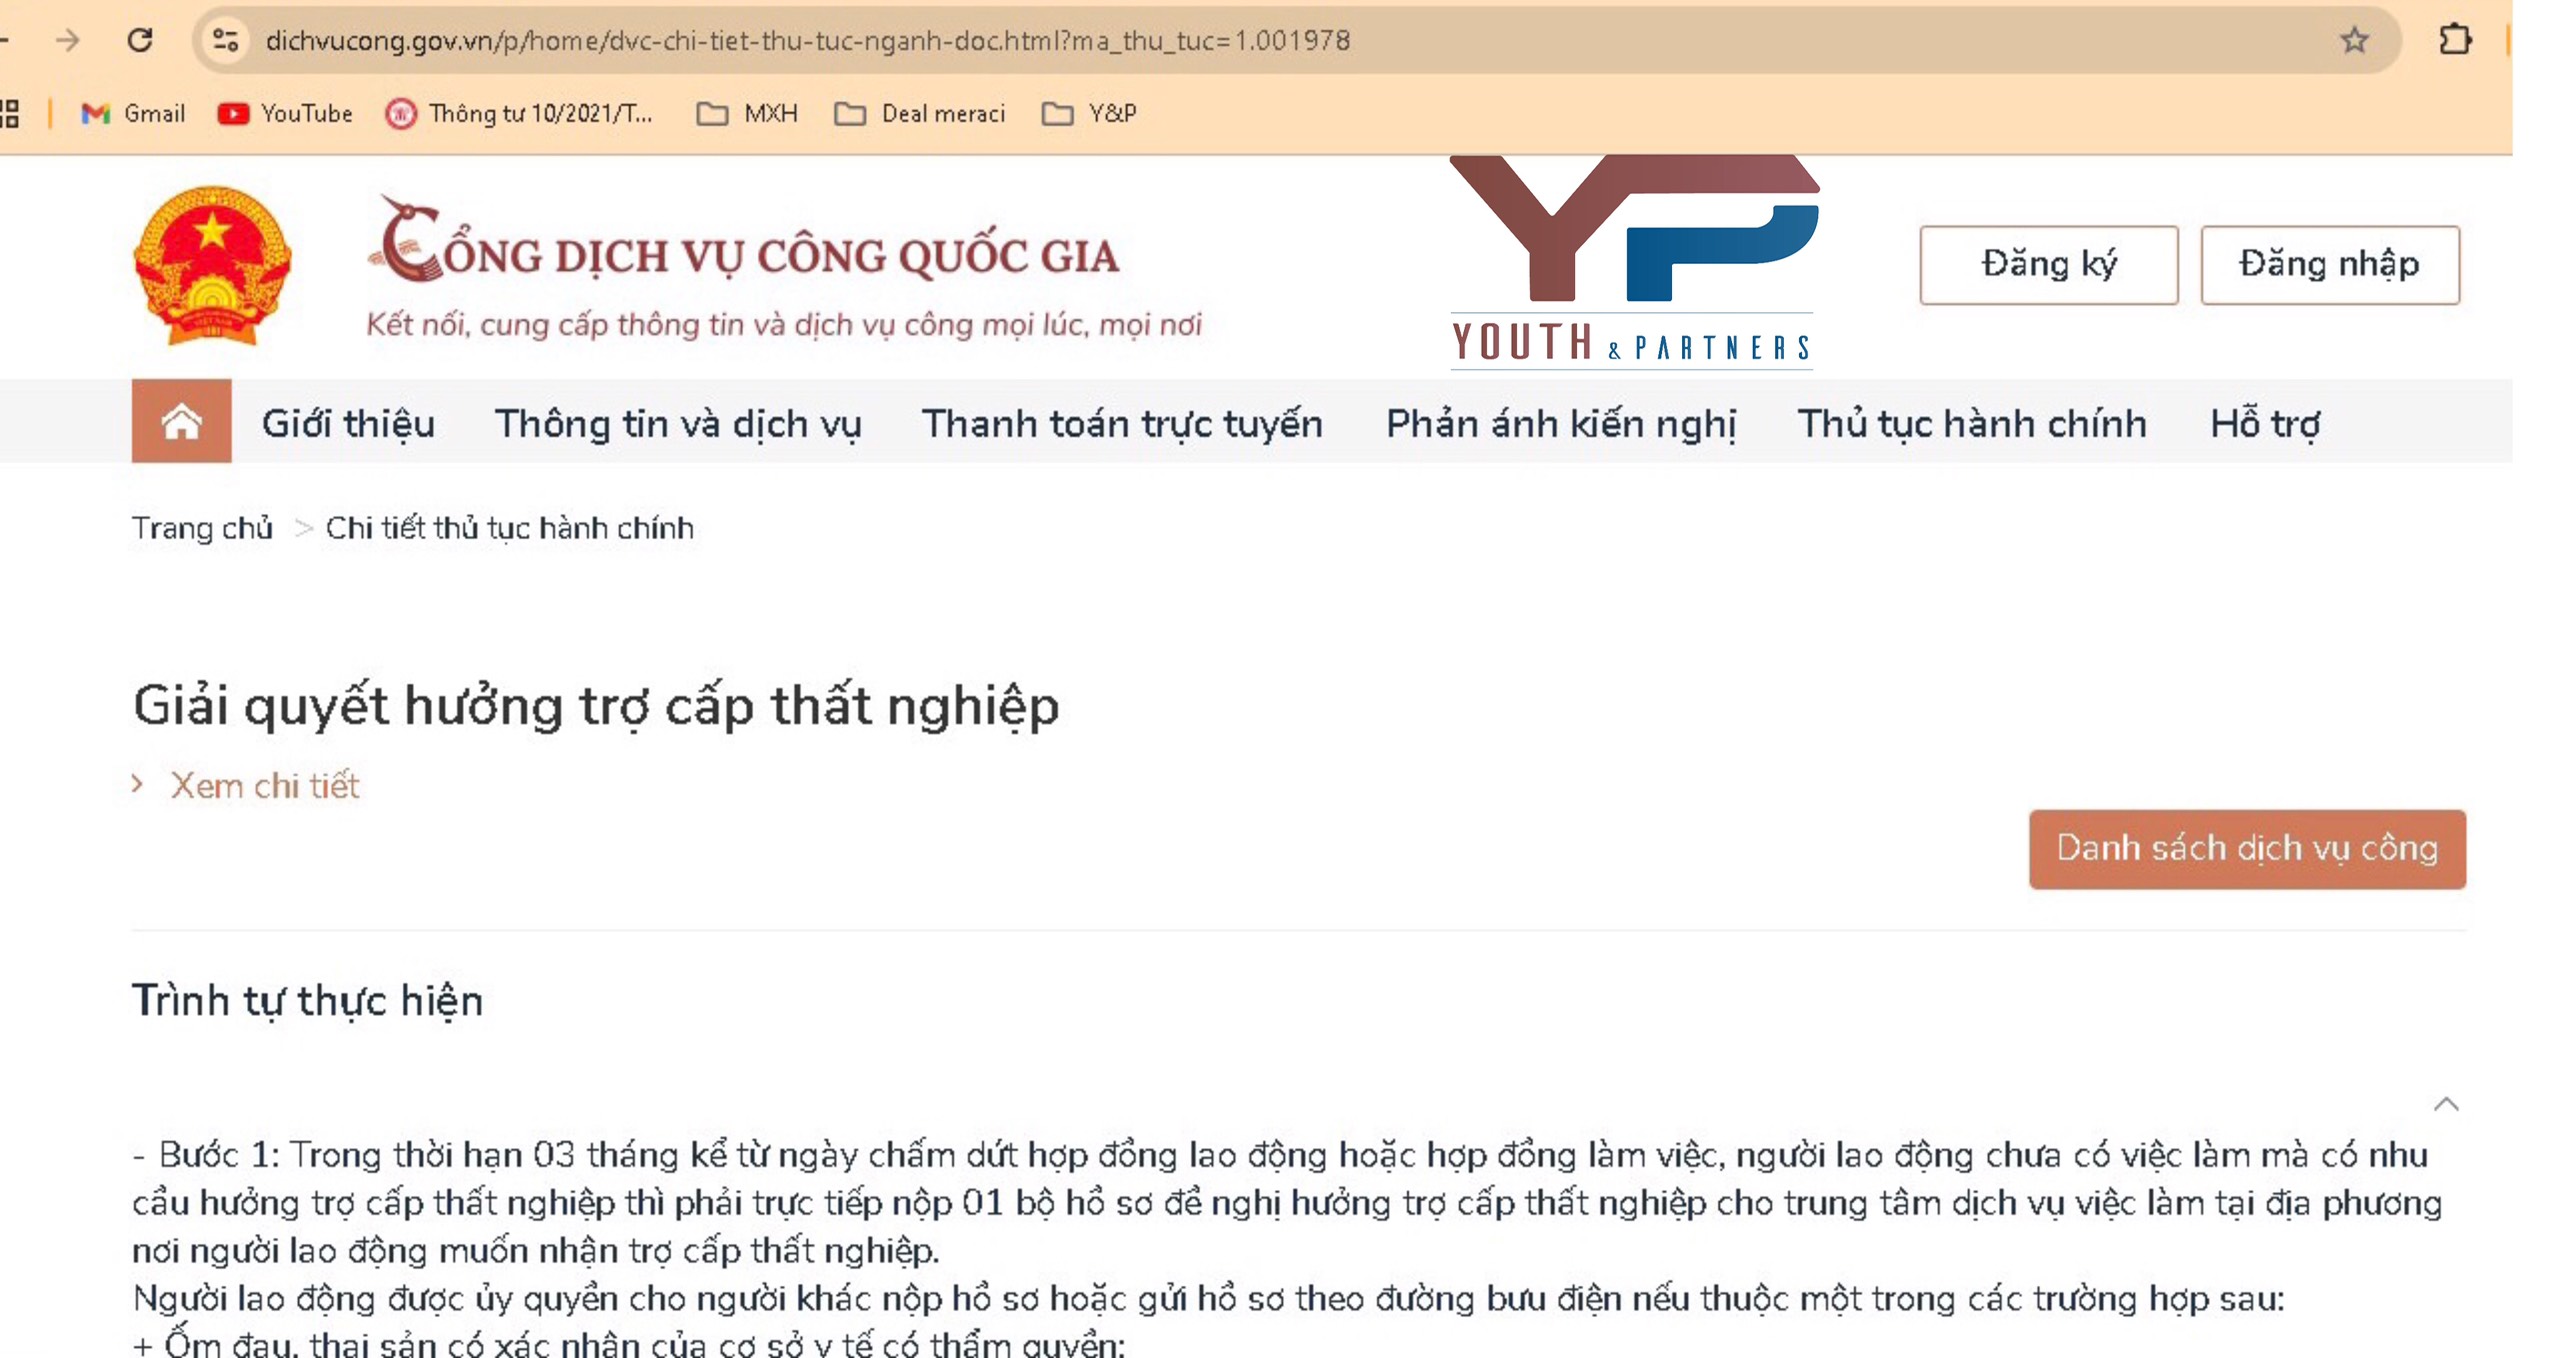 dichvucong.gov.vn/p/home/dvc-chi-tiet-thu-tuc-nganh-doc.html?ma_thu_tuc=1.001978
Gmail YouTube Thông tư 10/2021/T... MXH Deal meraci Y&P
CỔNG DỊCH VỤ CÔNG QUỐC GIA
Kết nối, cung cấp thông tin và dịch vụ công mọi lúc, mọi nơi
YP
YOUTH & PARTNERS
Đăng ký Đăng nhập
Giới thiệu Thông tin và dịch vụ Thanh toán trực tuyến Phản ánh kiến nghị Thủ tục hành chính Hỗ trợ
Trang chủ > Chi tiết thủ tục hành chính
Giải quyết hưởng trợ cấp thất nghiệp
> Xem chi tiết
Danh sách dịch vụ công
Trình tự thực hiện
- Bước 1: Trong thời hạn 03 tháng kể từ ngày chấm dứt hợp đồng lao động hoặc hợp đồng làm việc, người lao động chưa có việc làm mà có nhu
cầu hưởng trợ cấp thất nghiệp thì phải trực tiếp nộp 01 bộ hồ sơ đề nghị hưởng trợ cấp thất nghiệp cho trung tâm dịch vụ việc làm tại địa phương
nơi người lao động muốn nhận trợ cấp thất nghiệp.
Người lao động được ủy quyền cho người khác nộp hồ sơ hoặc gửi hồ sơ theo đường bưu điện nếu thuộc một trong các trường hợp sau:
+ Ốm đau, thai sản có xác nhận của cơ sở y tế có thẩm quyền;